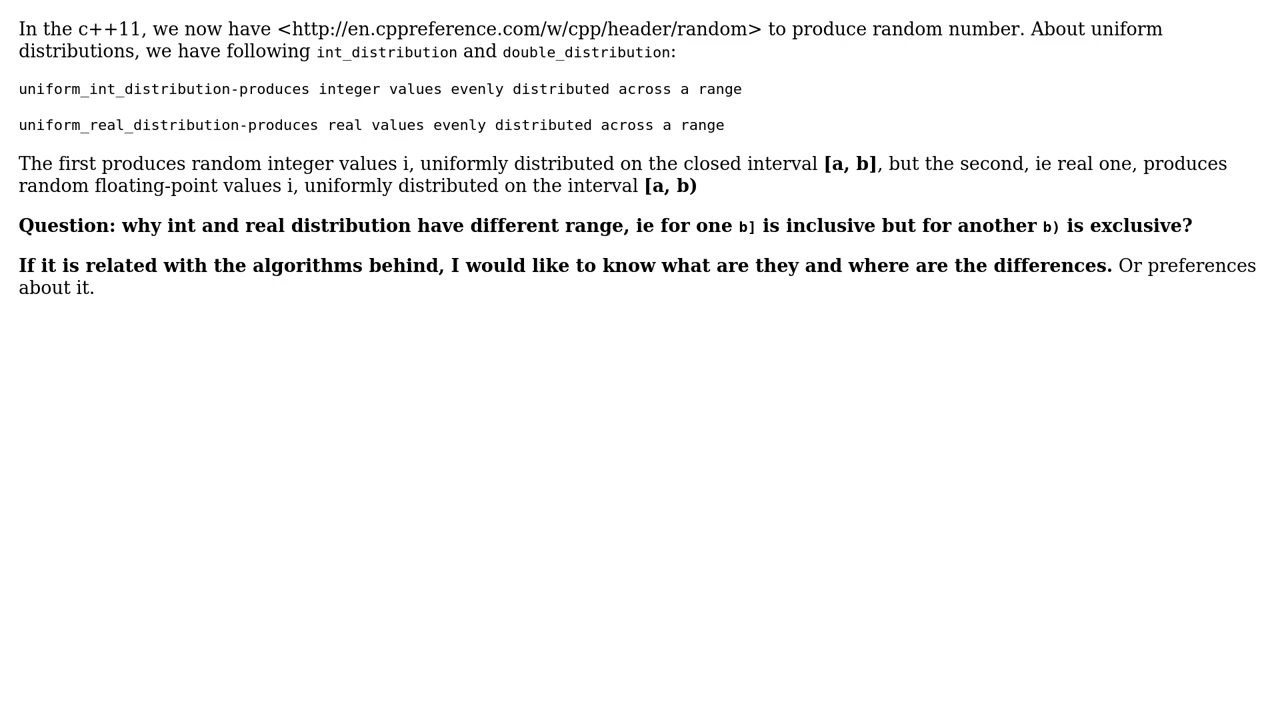 In the c++11, we now have <http://en.cppreference.com/w/cpp/header/random> to produce random number. About uniform
distributions, we have following int_distribution and double_distribution:
uniform_int_distribution-produces integer values evenly distributed across a range
uniform_real_distribution-produces real values evenly distributed across a range
The first produces random integer values i, uniformly distributed on the closed interval [a, b], but the second, ie real one, produces
random floating-point values i, uniformly distributed on the interval [a, b)
Question: why int and real distribution have different range, ie for one b] is inclusive but for another b) is exclusive?
If it is related with the algorithms behind, I would like to know what are they and where are the differences. Or preferences
about it.